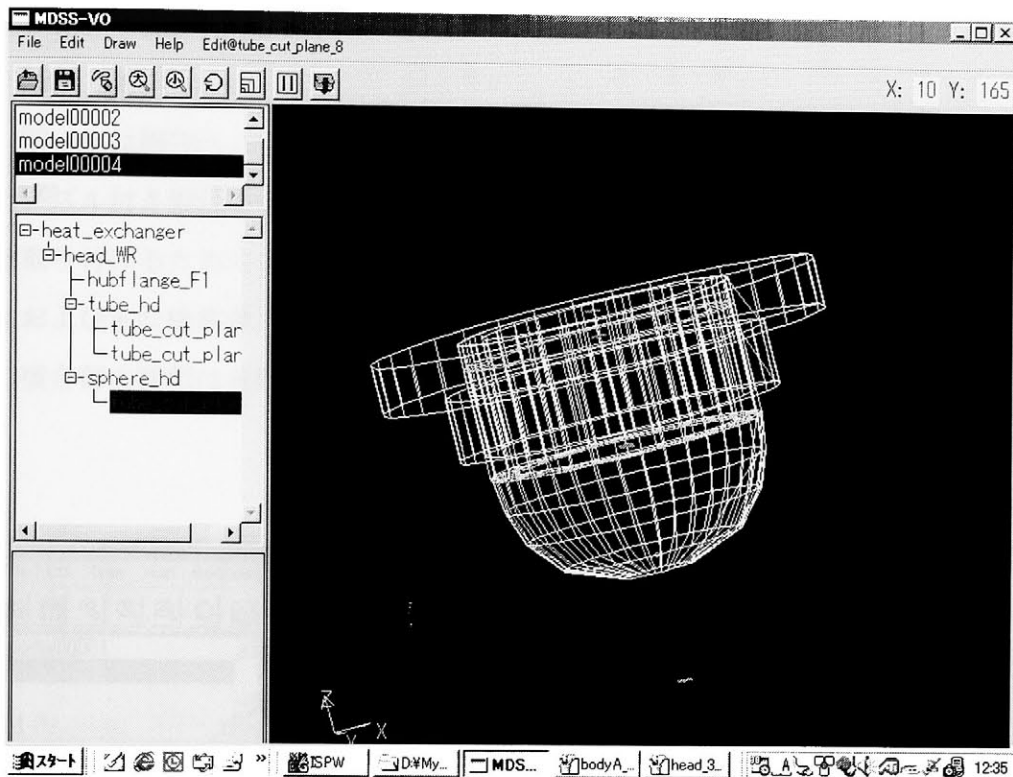 MDSS-VO
File Edit Draw Help Edit@tube_cut_plane_8
X: 10 Y: 165
model00002
model00003
model00004
heat_exchanger
head_WR
hubflange_F1
tube_hd
tube_cut_plar
tube_cut_plar
sphere_hd
Z
X
Y
スタート
ISPW
D:¥My...
MDS...
bodyA_...
head_3_...
12:35